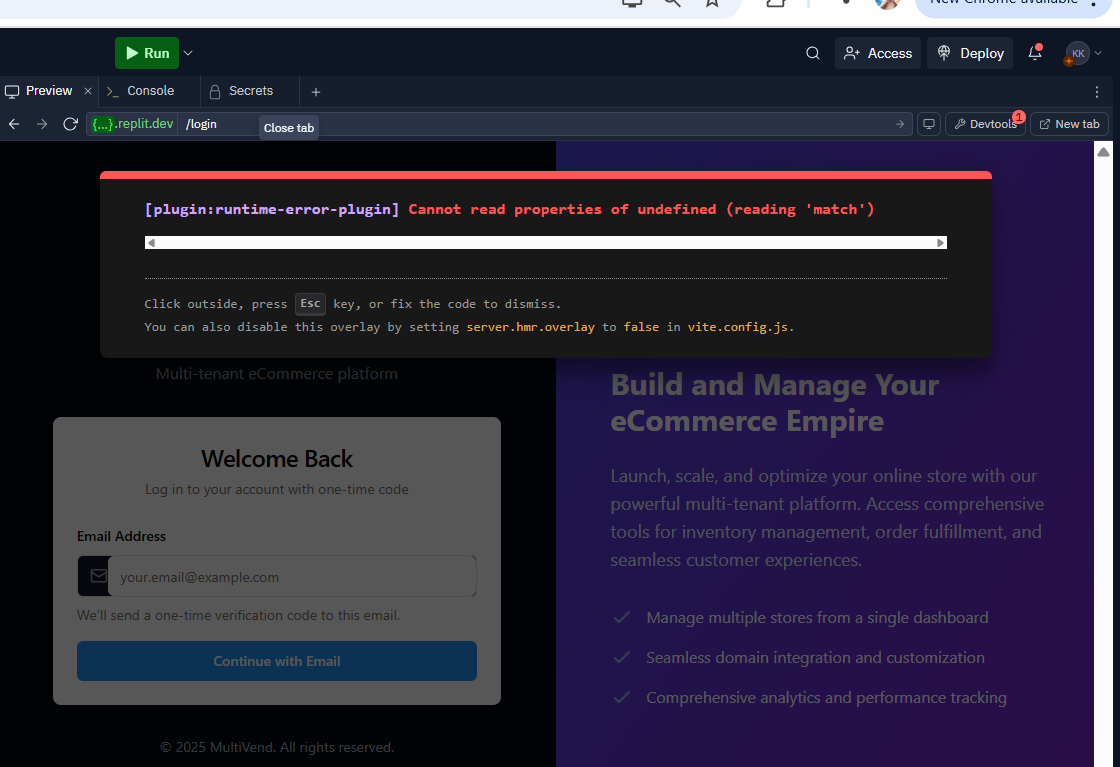 New Chrome available
Run
Access
Deploy
KK
Preview
Console
Secrets
{...}.replit.dev
/login
Close tab
Devtools
1
New tab
[plugin:runtime-error-plugin] Cannot read properties of undefined (reading 'match')
Click outside, press Esc key, or fix the code to dismiss.
You can also disable this overlay by setting server.hmr.overlay to false in vite.config.js.
Multi-tenant eCommerce platform
Welcome Back
Log in to your account with one-time code
Email Address
your.email@example.com
We'll send a one-time verification code to this email.
Continue with Email
© 2025 MultiVend. All rights reserved.
Build and Manage Your
eCommerce Empire
Launch, scale, and optimize your online store with our
powerful multi-tenant platform. Access comprehensive
tools for inventory management, order fulfillment, and
seamless customer experiences.
Manage multiple stores from a single dashboard
Seamless domain integration and customization
Comprehensive analytics and performance tracking